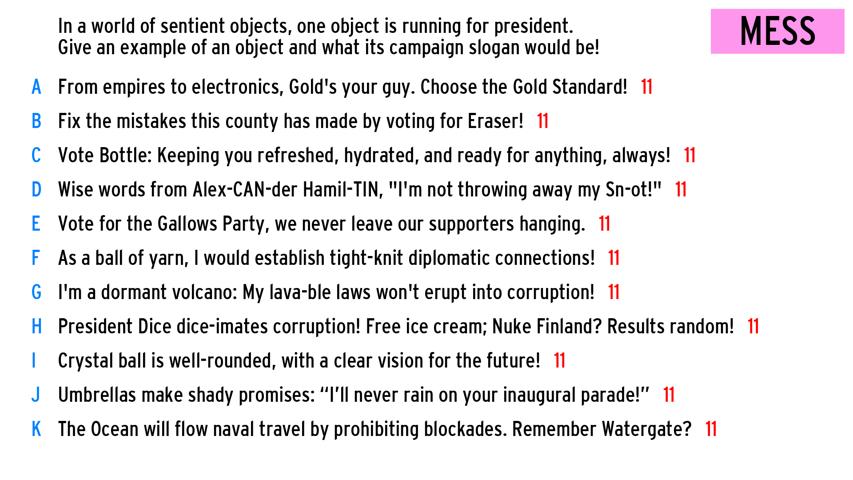 In a world of sentient objects, one object is running for president.
Give an example of an object and what its campaign slogan would be!
MESS
A From empires to electronics, Gold's your guy. Choose the Gold Standard! 11
B Fix the mistakes this county has made by voting for Eraser! 11
C Vote Bottle: Keeping you refreshed, hydrated, and ready for anything, always! 11
D Wise words from Alex-CAN-der Hamil-TIN, "I'm not throwing away my Sn-ot!" 11
E Vote for the Gallows Party, we never leave our supporters hanging. 11
F As a ball of yarn, I would establish tight-knit diplomatic connections! 11
G I'm a dormant volcano: My lava-ble laws won't erupt into corruption! 11
H President Dice dice-imates corruption! Free ice cream; Nuke Finland? Results random! 11
I Crystal ball is well-rounded, with a clear vision for the future! 11
J Umbrellas make shady promises: “I’ll never rain on your inaugural parade!” 11
K The Ocean will flow naval travel by prohibiting blockades. Remember Watergate? 11